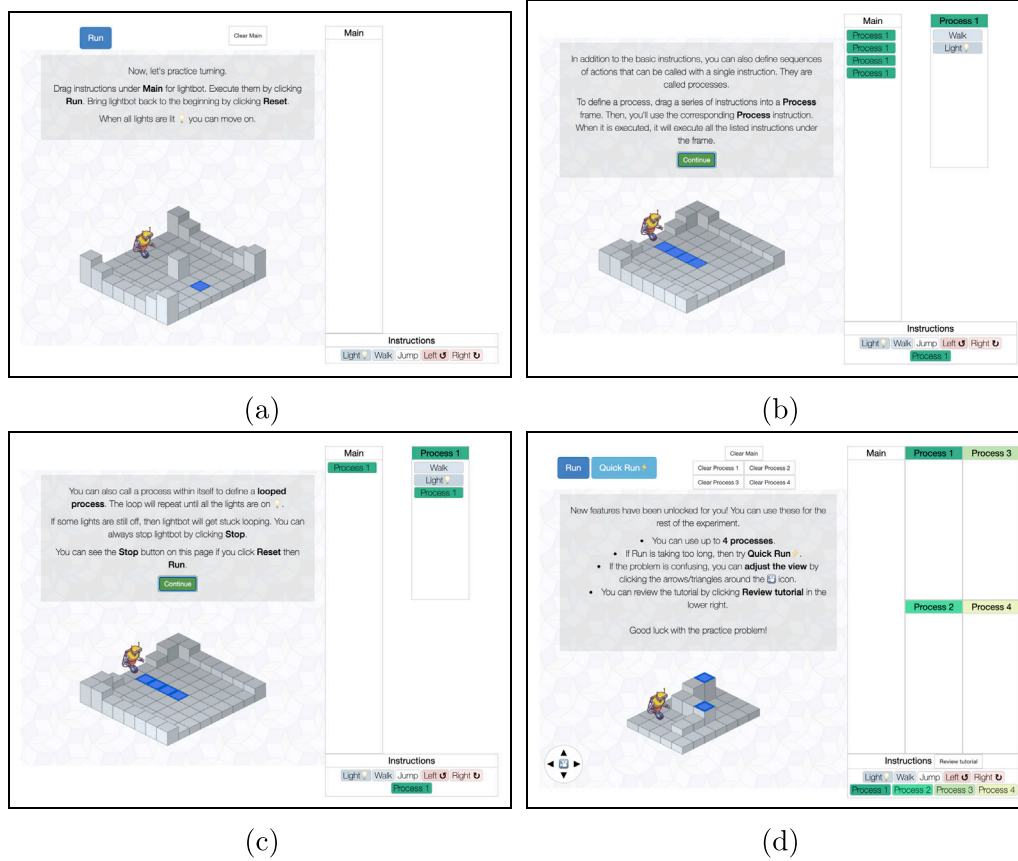 Run
Clear Main
Main
Now, let's practice turning.
Drag instructions under Main for lightbot. Execute them by clicking
Run. Bring lightbot back to the beginning by clicking Reset.
When all lights are lit 💡 you can move on.
Instructions
Light💡 Walk Jump Left ↺ Right ↻
(a)
Main
Process 1
Process 1
Process 1
Process 1
Process 1
Walk
Light💡
In addition to the basic instructions, you can also define sequences
of actions that can be called with a single instruction. They are
called processes.
To define a process, drag a series of instructions into a Process
frame. Then, you'll use the corresponding Process instruction.
When it is executed, it will execute all the listed instructions under
the frame.
Continue
Instructions
Light💡 Walk Jump Left ↺ Right ↻
Process 1
(b)
Main
Process 1
Process 1
Walk
Light💡
Process 1
You can also call a process within itself to define a looped
process. The loop will repeat until all the lights are on 💡.
If some lights are still off, then lightbot will get stuck looping. You can
always stop lightbot by clicking Stop.
You can see the Stop button on this page if you click Reset then
Run.
Continue
Instructions
Light💡 Walk Jump Left ↺ Right ↻
Process 1
(c)
Run Quick Run⚡
Clear Main
Clear Process 1 Clear Process 2
Clear Process 3 Clear Process 4
Main Process 1 Process 3
New features have been unlocked for you! You can use these for the
rest of the experiment.
• You can use up to 4 processes.
• If Run is taking too long, then try Quick Run⚡.
• If the problem is confusing, you can adjust the view by
clicking the arrows/triangles around the 🎦 icon.
• You can review the tutorial by clicking Review tutorial in the
lower right.
Good luck with the practice problem!
Process 2 Process 4
Instructions Review tutorial
Light💡 Walk Jump Left ↺ Right ↻
Process 1 Process 2 Process 3 Process 4
(d)